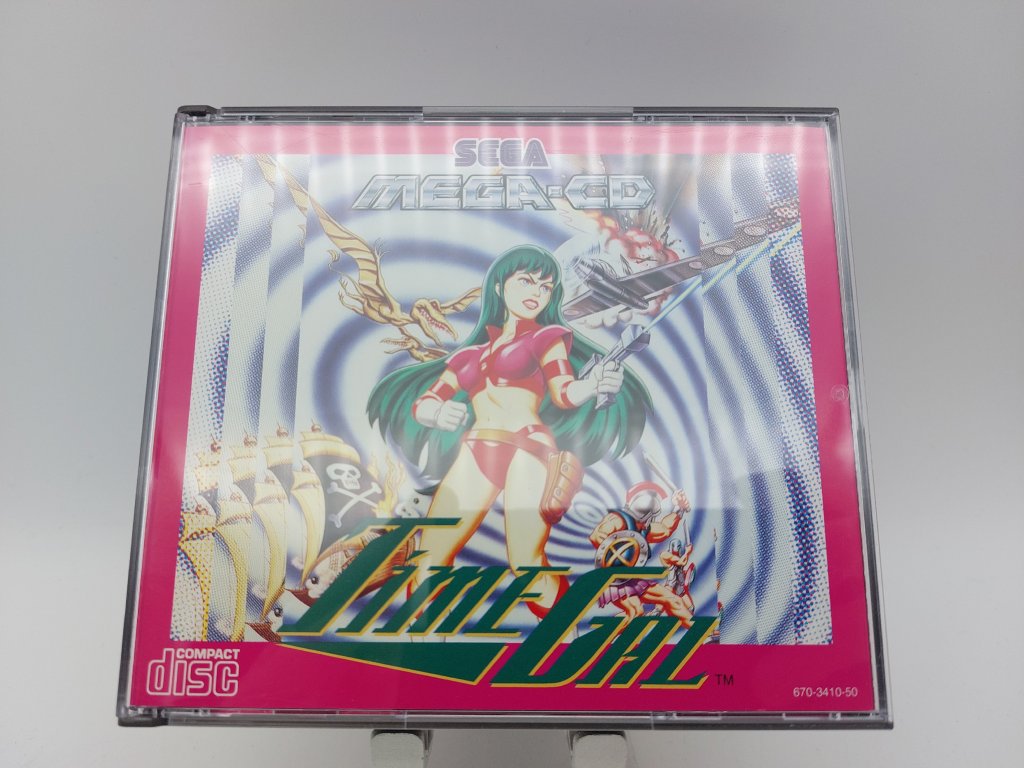 SEGA
MEGA-CD
TIME GAL TM
COMPACT
disc
670-3410-50